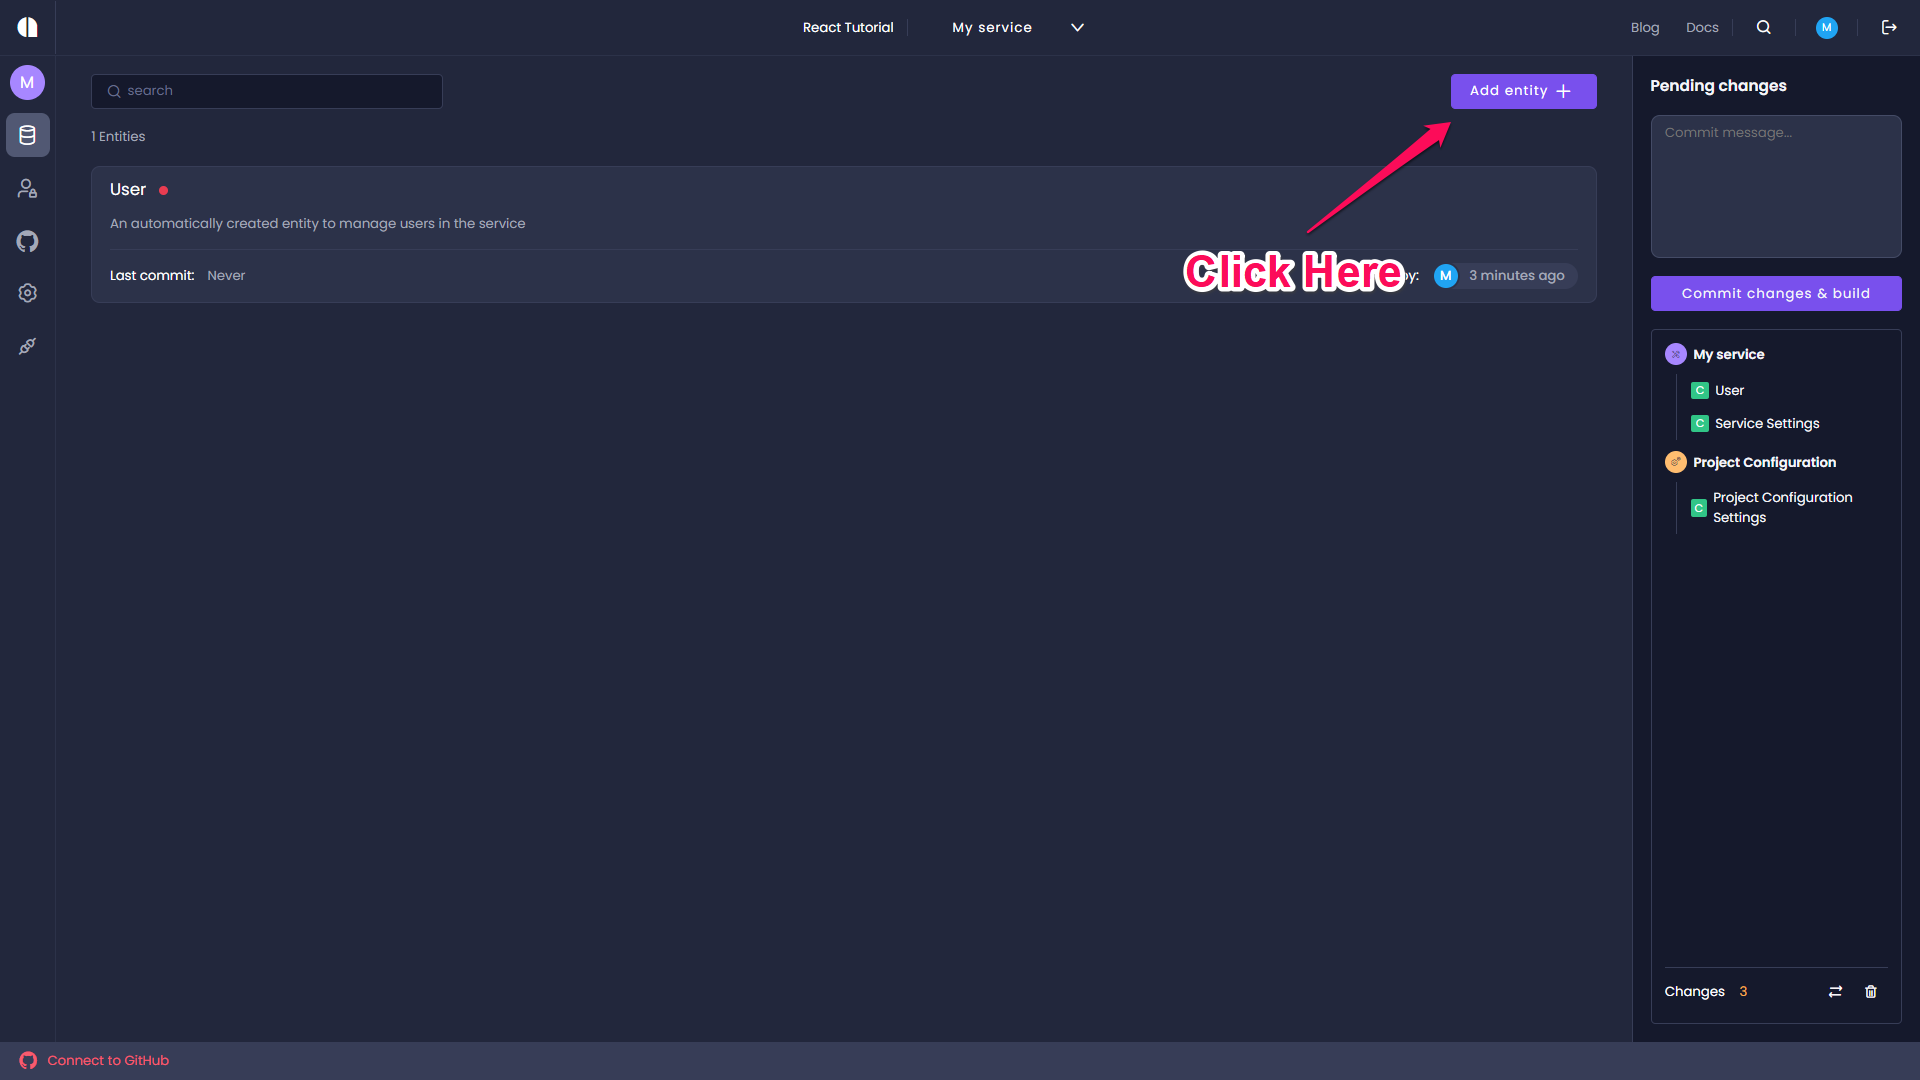 React Tutorial
My service
Blog
Docs
M
M
search
Add entity
1 Entities
User
An automatically created entity to manage users in the service
Last commit: Never
Click Here
by:
M
3 minutes ago
Pending changes
Commit message...
Commit changes & build
My service
C User
C Service Settings
Project Configuration
C Project Configuration
Settings
Changes 3
Connect to GitHub